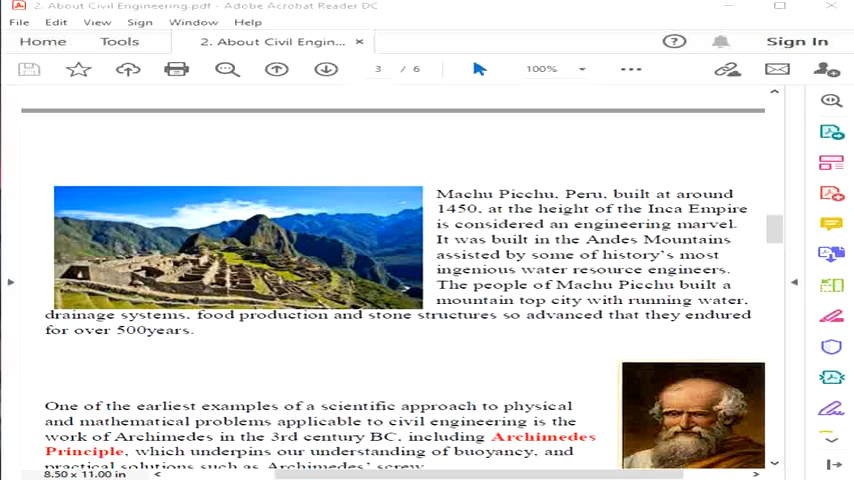 2. About Civil Engineering.pdf - Adobe Acrobat Reader DC
File Edit View Sign Window Help
Home Tools 2. About Civil Engin... × Sign In
3 / 6 100%
Machu Picchu, Peru, built at around
1450, at the height of the Inca Empire
is considered an engineering marvel.
It was built in the Andes Mountains
assisted by some of history's most
ingenious water resource engineers.
The people of Machu Picchu built a
mountain top city with running water,
drainage systems, food production and stone structures so advanced that they endured
for over 500years.
One of the earliest examples of a scientific approach to physical
and mathematical problems applicable to civil engineering is the
work of Archimedes in the 3rd century BC, including Archimedes
Principle, which underpins our understanding of buoyancy, and
practical solutions such as Archimedes' screw.
8.50 x 11.00 in